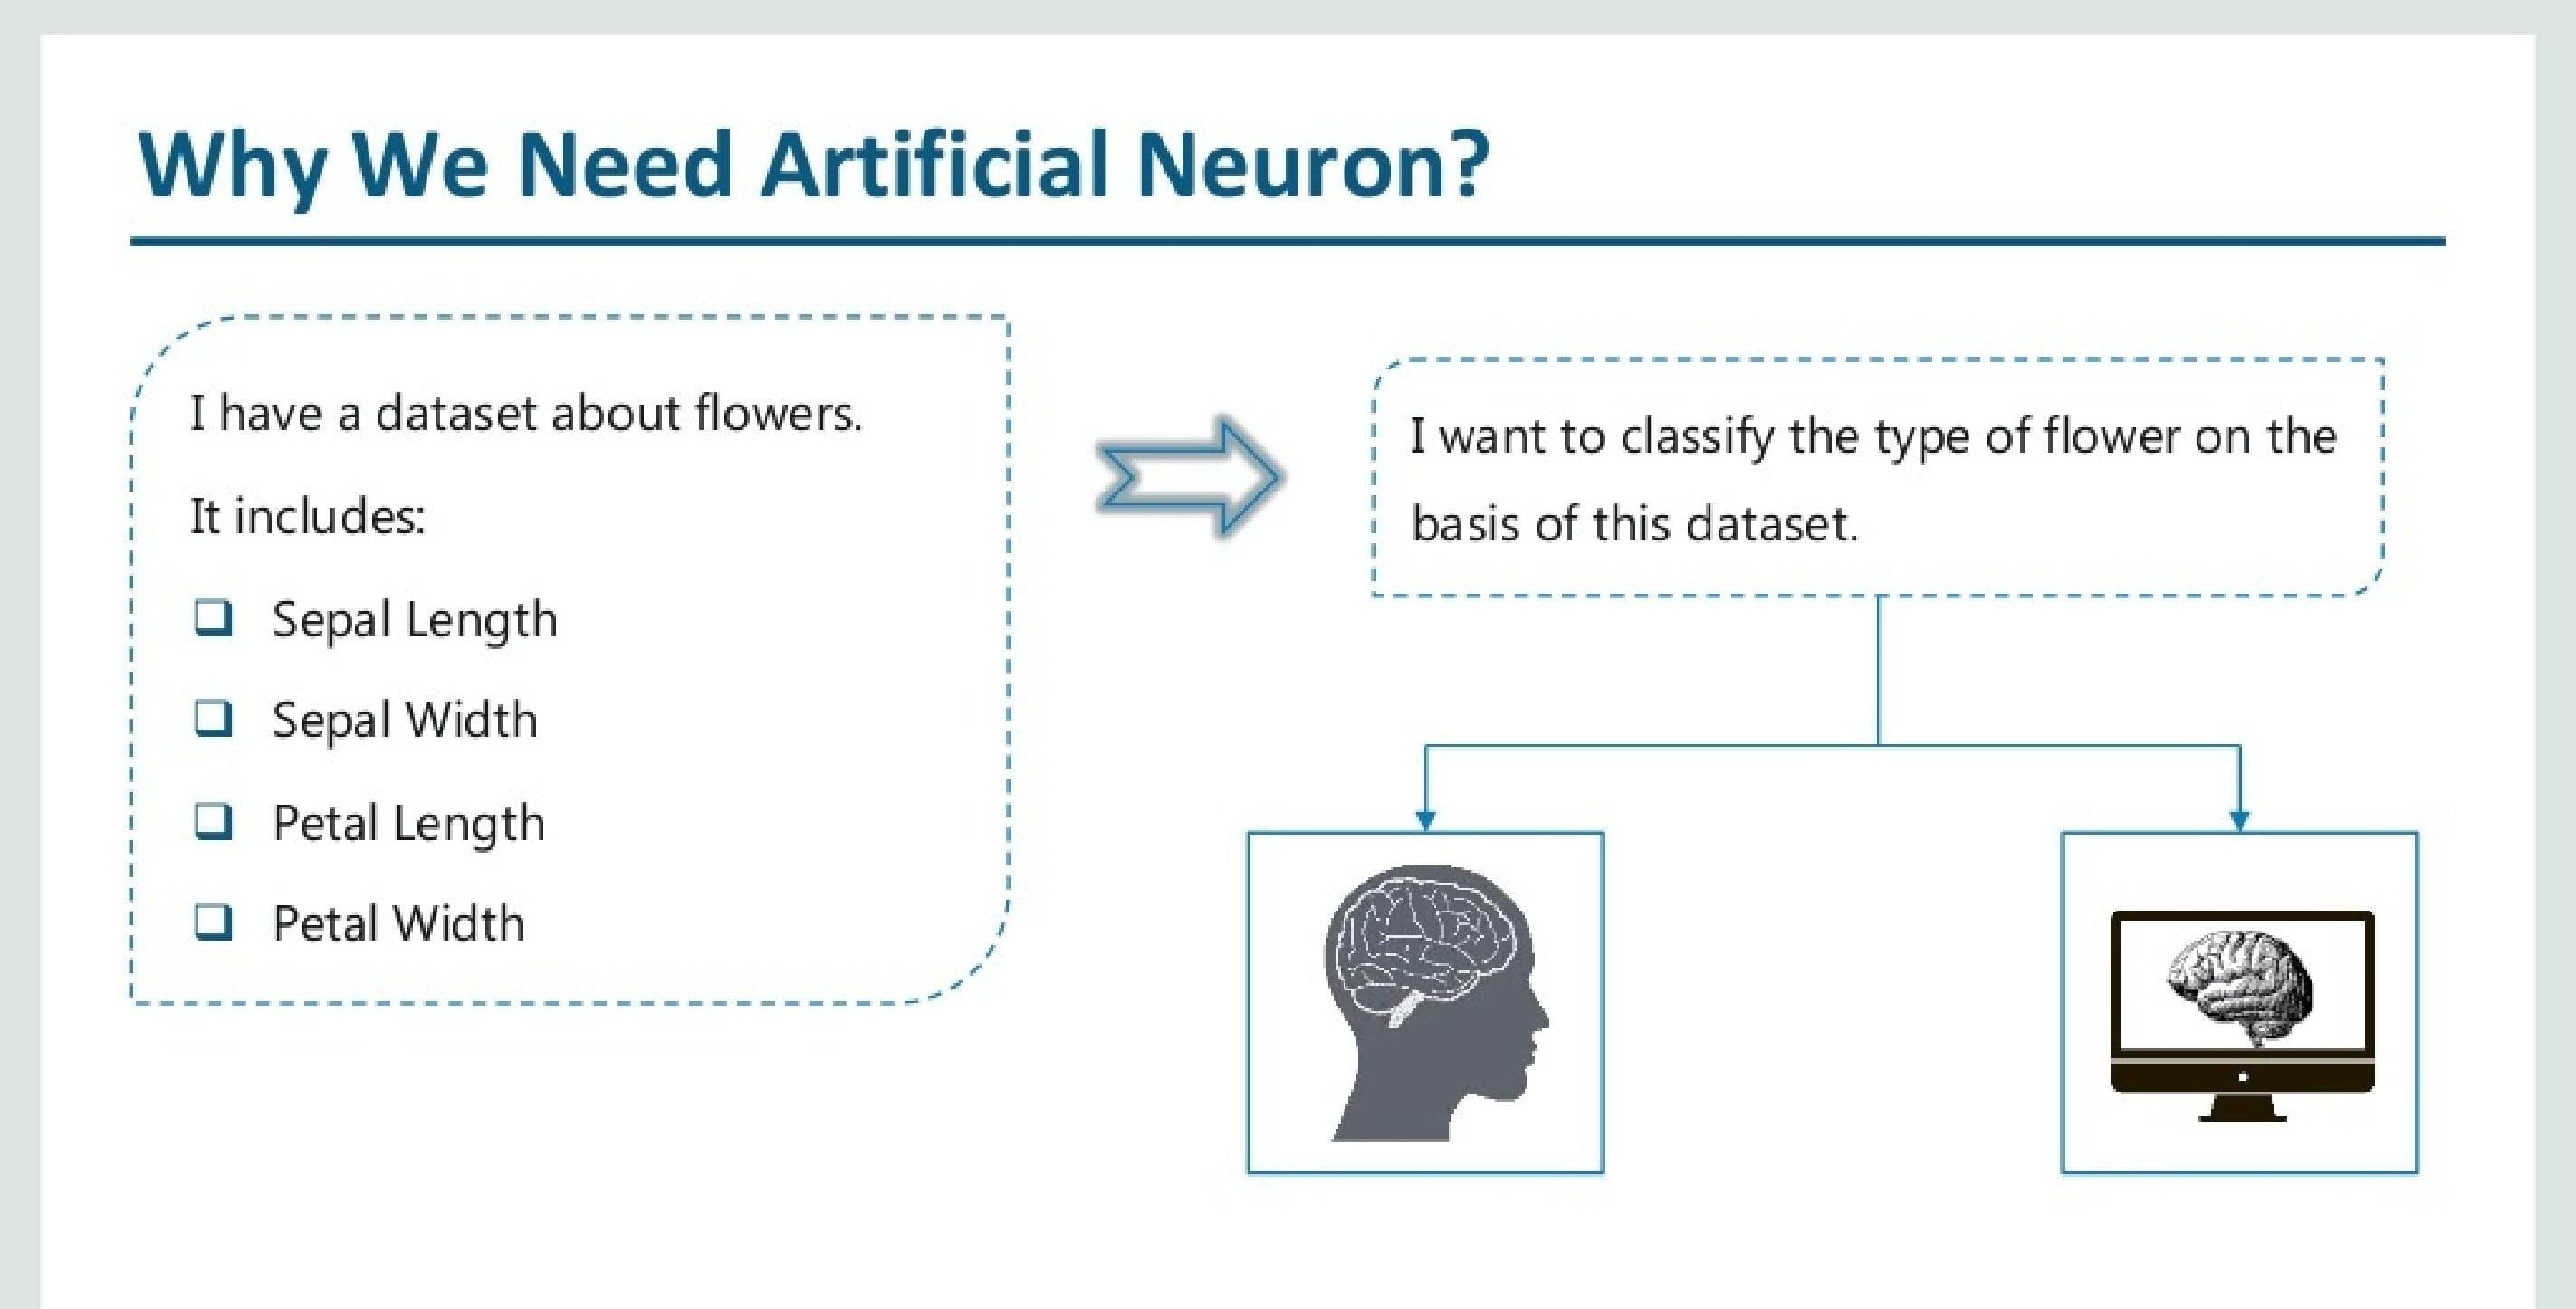 Why We Need Artificial Neuron?
I have a dataset about flowers.
It includes:
Sepal Length
Sepal Width
Petal Length
Petal Width
I want to classify the type of flower on the
basis of this dataset.